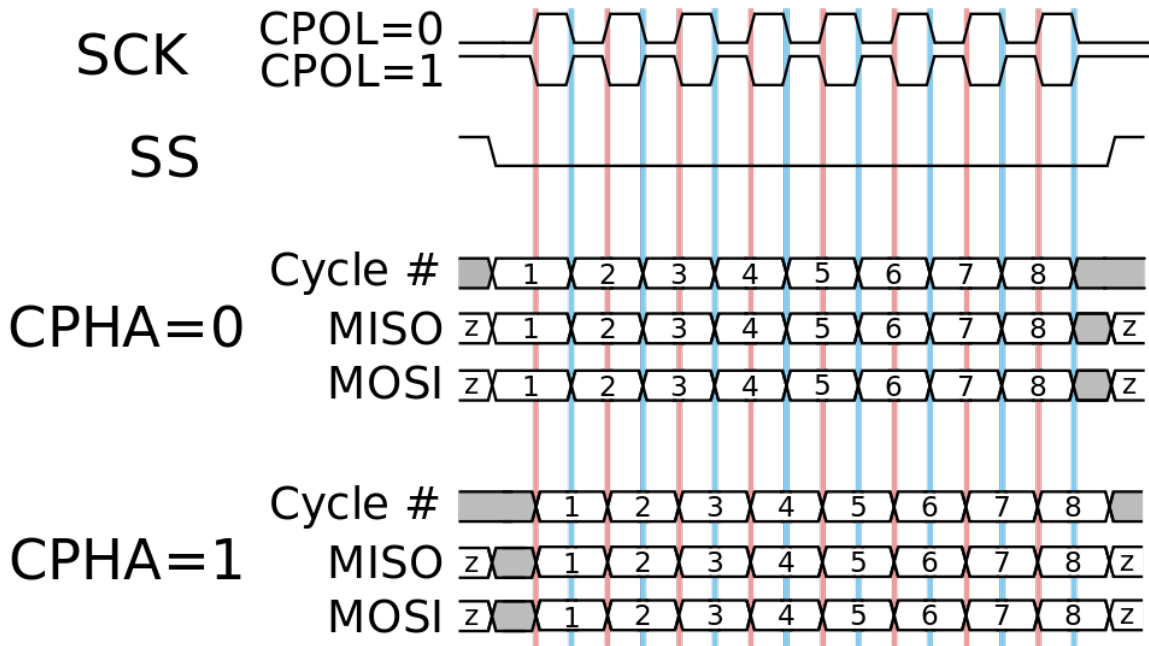 SCK CPOL=0
CPOL=1
SS
Cycle # 1 2 3 4 5 6 7 8
CPHA=0 MISO z 1 2 3 4 5 6 7 8 z
MOSI z 1 2 3 4 5 6 7 8 z
Cycle # 1 2 3 4 5 6 7 8
CPHA=1 MISO z 1 2 3 4 5 6 7 8 z
MOSI z 1 2 3 4 5 6 7 8 z